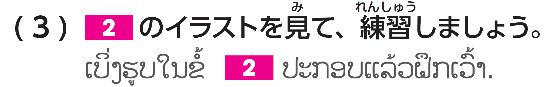 (3) 2 のイラストを見て、練習しましょう。
ເບິ່ງຮູບໃນຂໍ້ 2 ປະກອບແລ້ວຝຶກເວົ້າ.